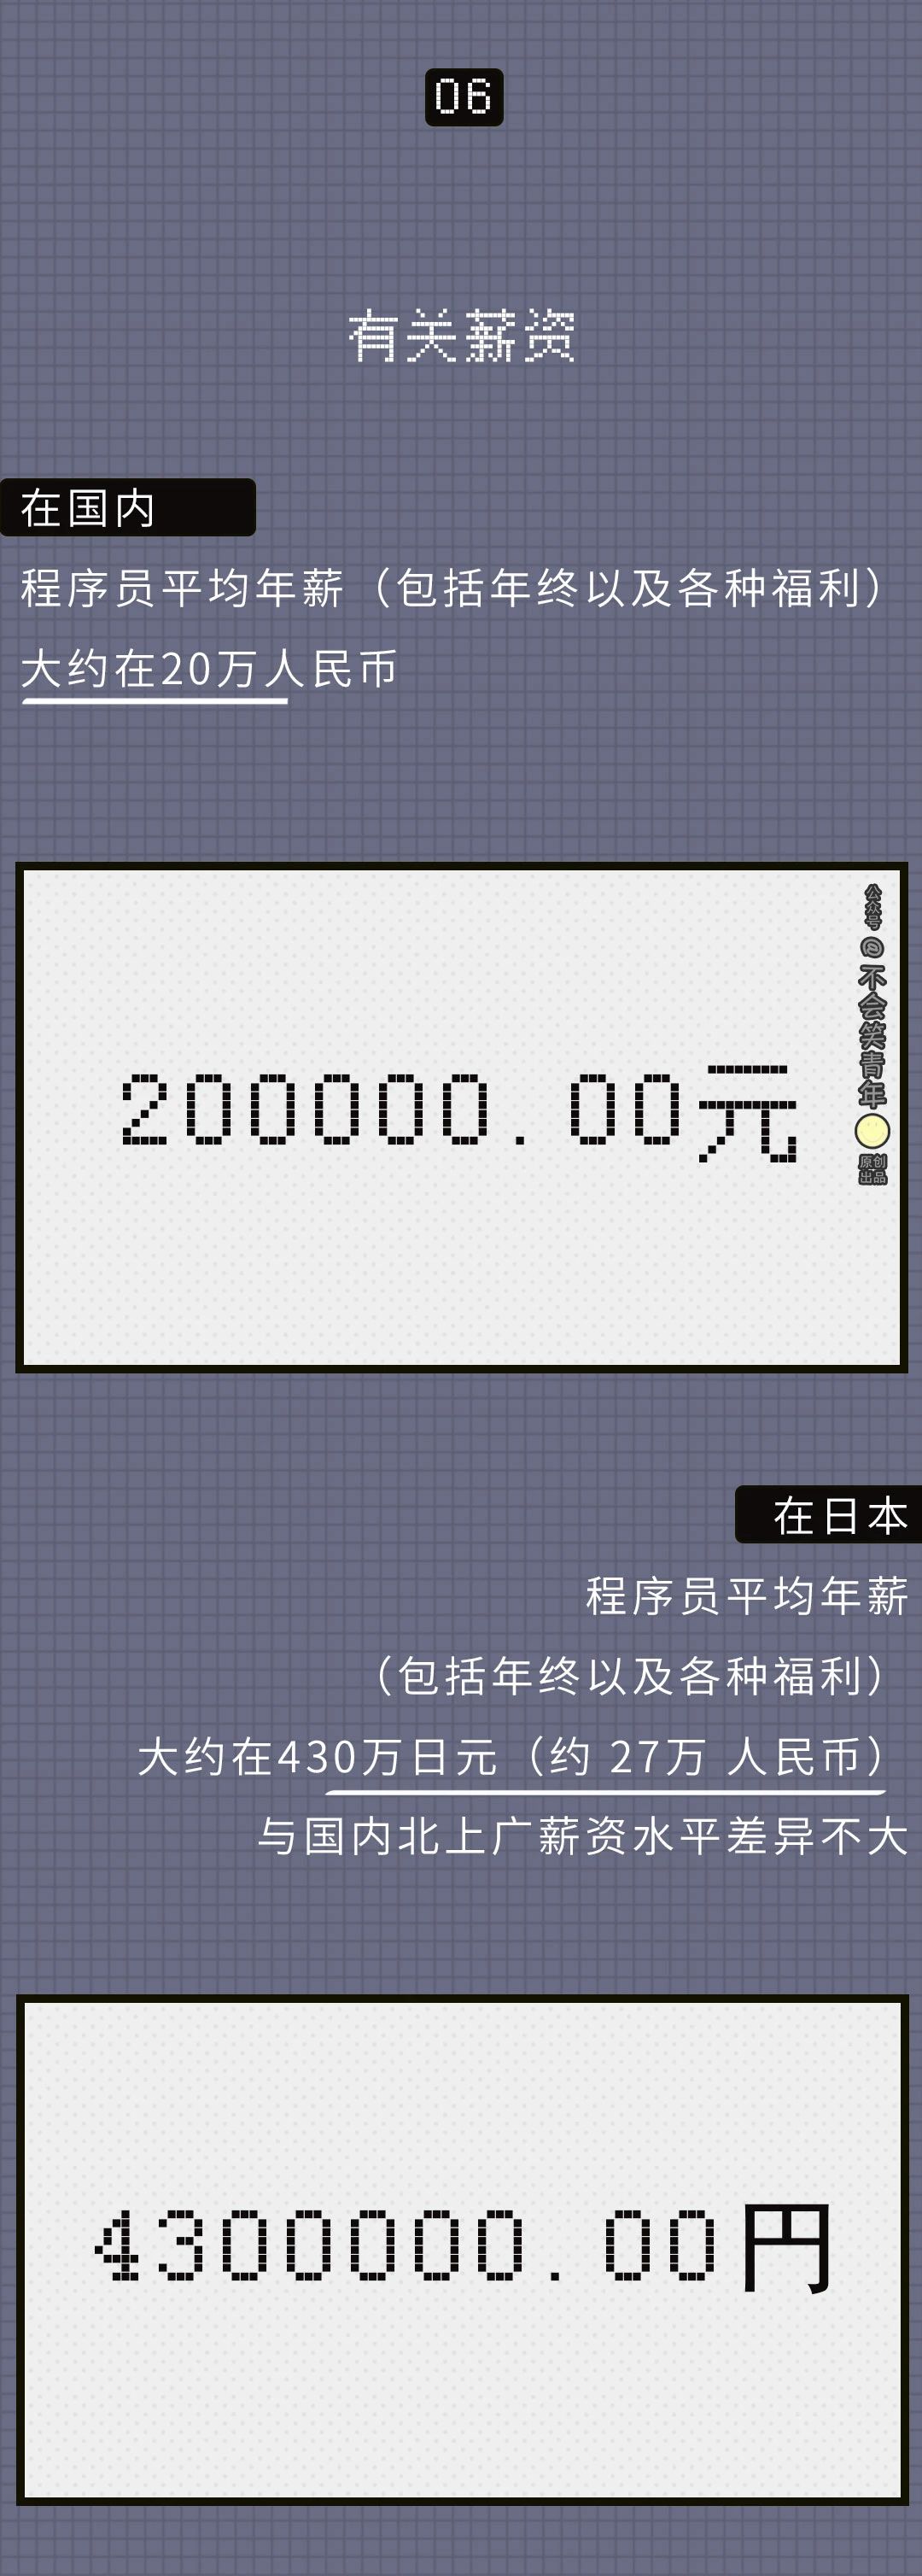 06
有关薪资
在国内
程序员平均年薪（包括年终以及各种福利）
大约在20万人民币
公众号
@不会笑青年
原创
出品
200000.00元
在日本
程序员平均年薪
（包括年终以及各种福利）
大约在430万日元（约 27万 人民币）
与国内北上广薪资水平差异不大
4300000.00円